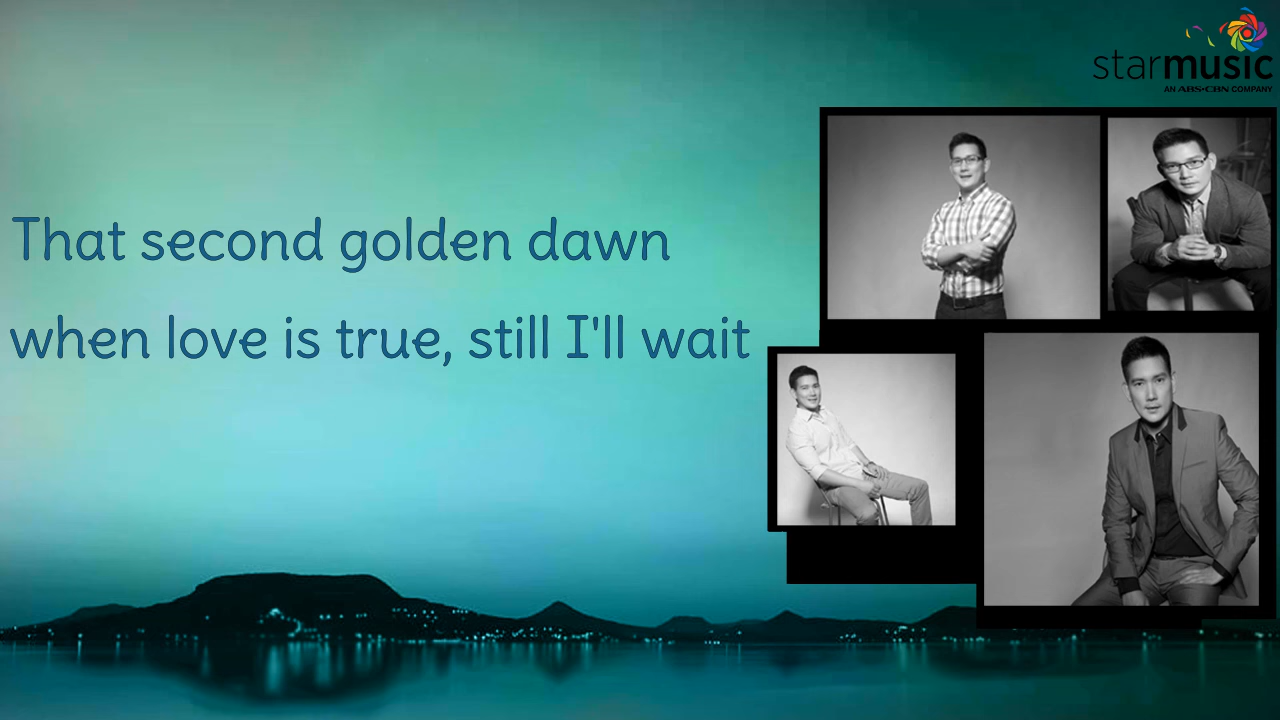 starmusic
AN ABS-CBN COMPANY
That second golden dawn
when love is true, still I'll wait